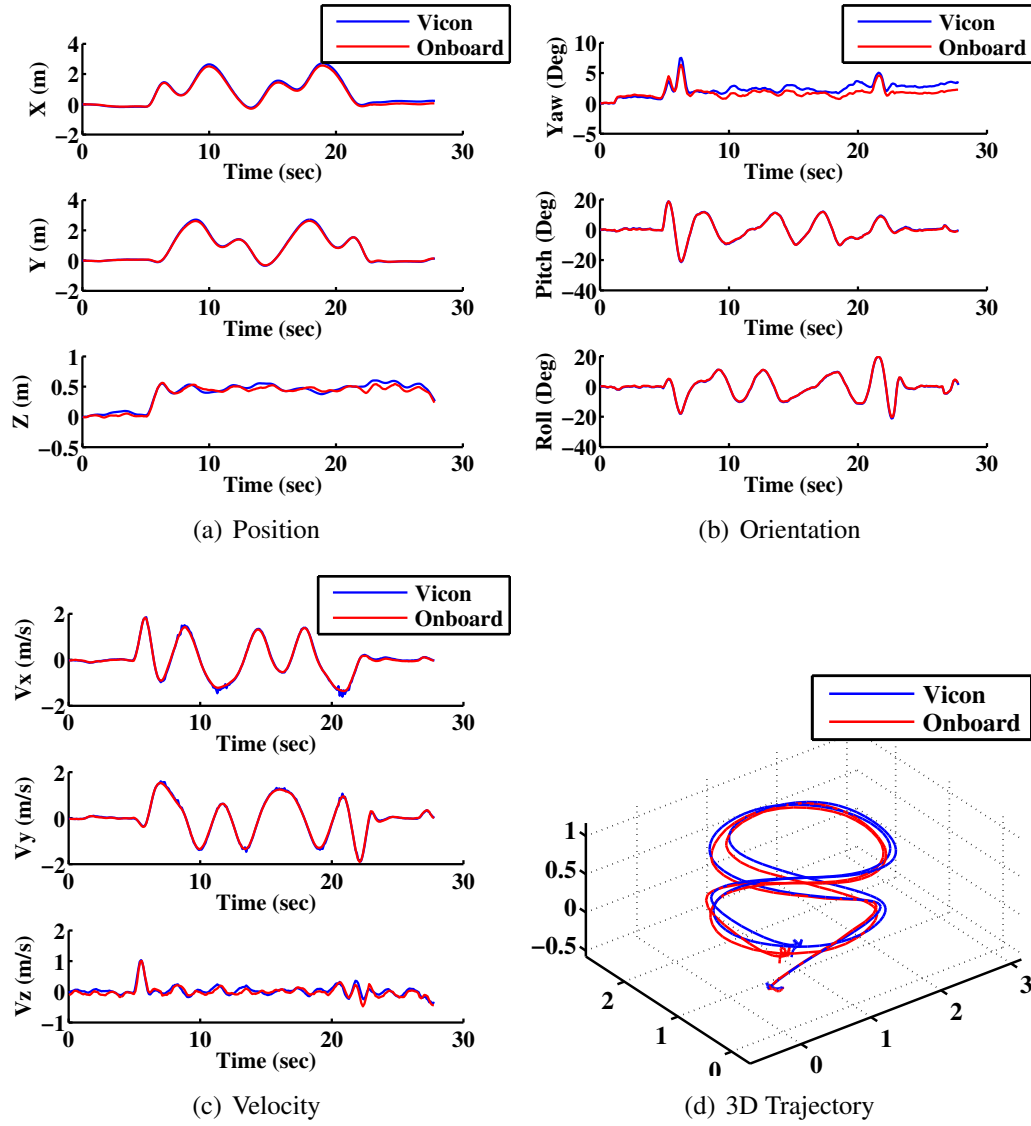 Vicon
Onboard
4
2
0
−2
X (m)
0
10
20
30
Time (sec)
4
2
0
−2
Y (m)
0
10
20
30
Time (sec)
1
0.5
0
−0.5
Z (m)
0
10
20
30
Time (sec)
(a) Position
Vicon
Onboard
10
5
0
−5
Yaw (Deg)
0
10
20
30
Time (sec)
20
0
−20
−40
Pitch (Deg)
0
10
20
30
Time (sec)
20
0
−20
−40
Roll (Deg)
0
10
20
30
Time (sec)
(b) Orientation
Vicon
Onboard
2
0
−2
Vx (m/s)
0
10
20
30
Time (sec)
2
0
−2
Vy (m/s)
0
10
20
30
Time (sec)
2
1
0
−1
Vz (m/s)
0
10
20
30
Time (sec)
(c) Velocity
Vicon
Onboard
1
0.5
0
−0.5
2
1
0
0
1
2
3
(d) 3D Trajectory